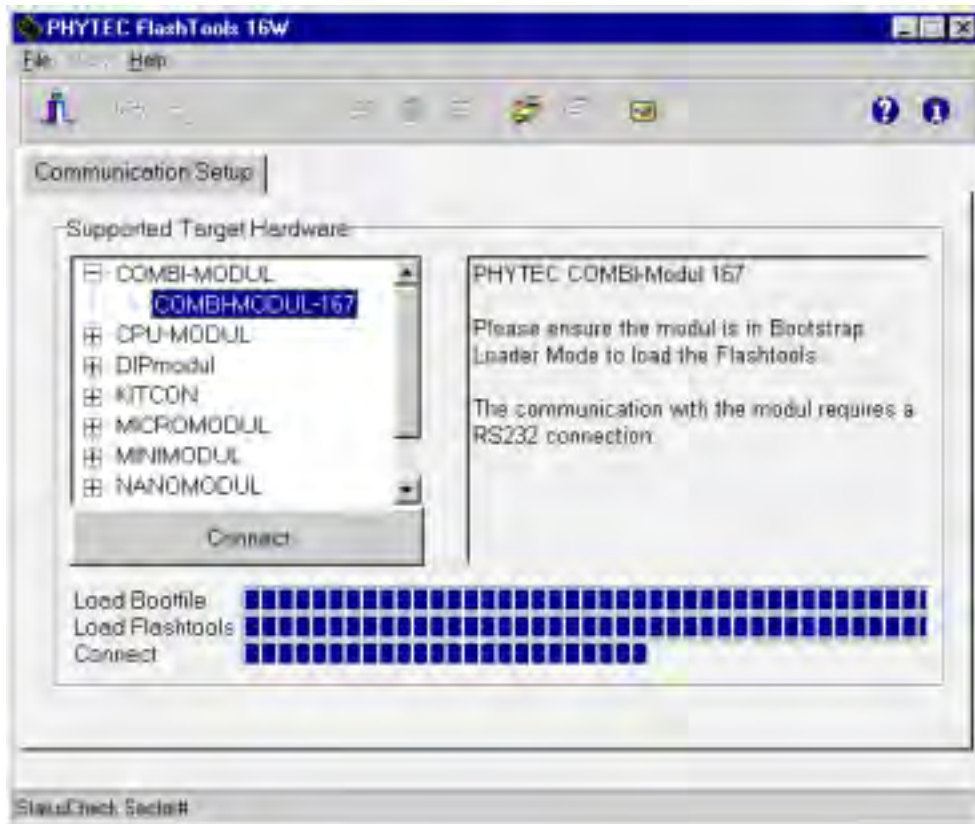 PHYTEC FlashTools 16W
File Help
Communication Setup
Supported Target Hardware
COMBI-MODUL
COMBI-MODUL-167
CPU-MODUL
DIPmodul
KITCON
MICROMODUL
MINIMODUL
NANOMODUL
Connect
PHYTEC COMBI-Modul 167
Please ensure the modul is in Bootstrap
Loader Mode to load the Flashtools
The communication with the modul requires a
RS232 connection
Load Bootfile
Load Flashtools
Connect
StatusCheck Sector#